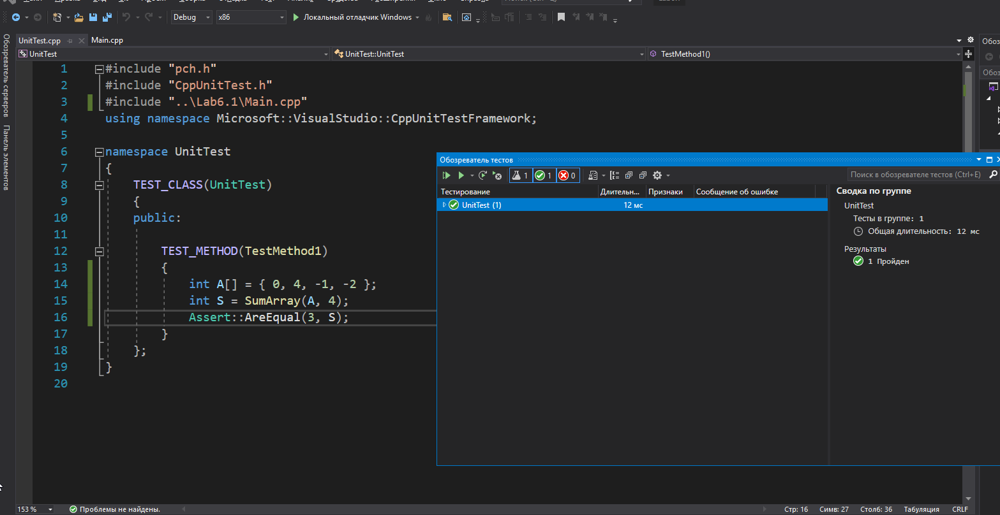 Debug
x86
Локальный отладчик Windows
UnitTest.cpp
Main.cpp
UnitTest
UnitTest::UnitTest
TestMethod1()
Обозреватель серверов
Панель элементов
1 #include "pch.h"
2 #include "CppUnitTest.h"
3 #include "..\Lab6.1\Main.cpp"
4 using namespace Microsoft::VisualStudio::CppUnitTestFramework;
5
6 namespace UnitTest
7 {
8 TEST_CLASS(UnitTest)
9 {
10 public:
11
12 TEST_METHOD(TestMethod1)
13 {
14 int A[] = { 0, 4, -1, -2 };
15 int S = SumArray(A, 4);
16 Assert::AreEqual(3, S);
17 }
18 };
19 }
20
Обозреватель тестов
1 1 0
Поиск в обозревателе тестов (Ctrl+E)
Тестирование Длительн... Признаки Сообщение об ошибке
UnitTest (1) 12 мс
Сводка по группе
UnitTest
Тесты в группе: 1
Общая длительность: 12 мс
Результаты
1 Пройден
153 %
Проблемы не найдены.
Стр: 16 Симв: 27 Столб: 36 Табуляция CRLF